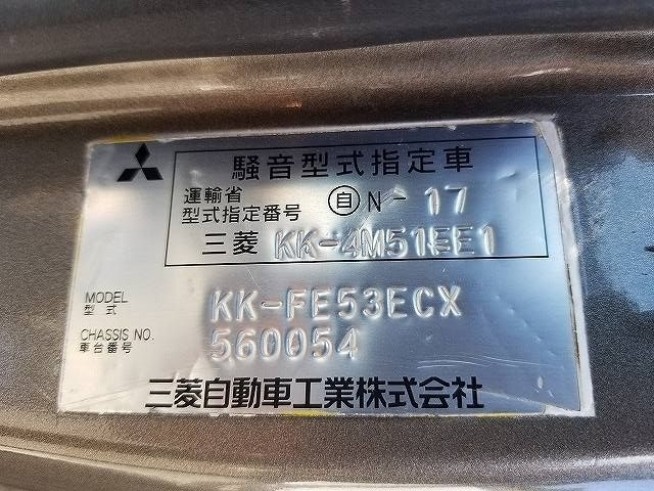 騒音型式指定車
運輸省
型式指定番号 自 N-17
三菱 KK-4M51EE1
MODEL
型式 KK-FE53ECX
CHASSIS NO.
車台番号 560054
三菱自動車工業株式会社